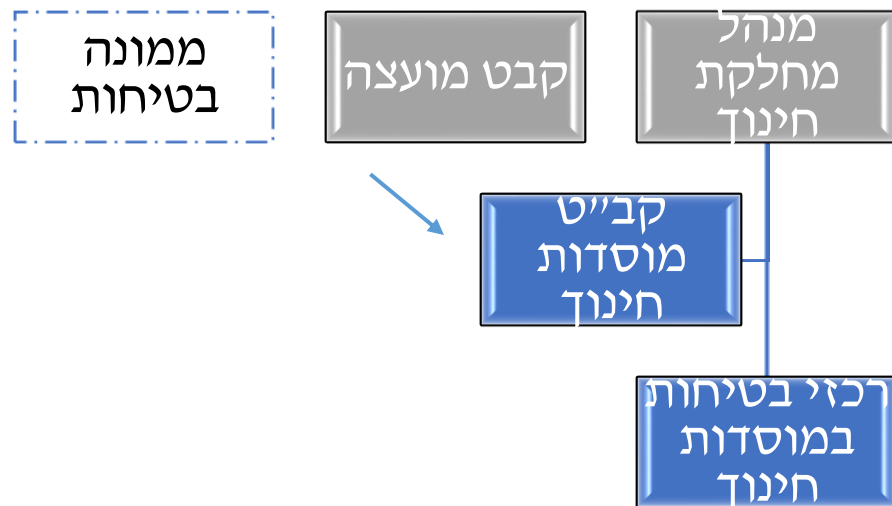 מנהל
מחלקת
חינוך
קבט מועצה
ממונה
בטיחות
קב״ט
מוסדות
חינוך
רכזי בטיחות
במוסדות
חינוך